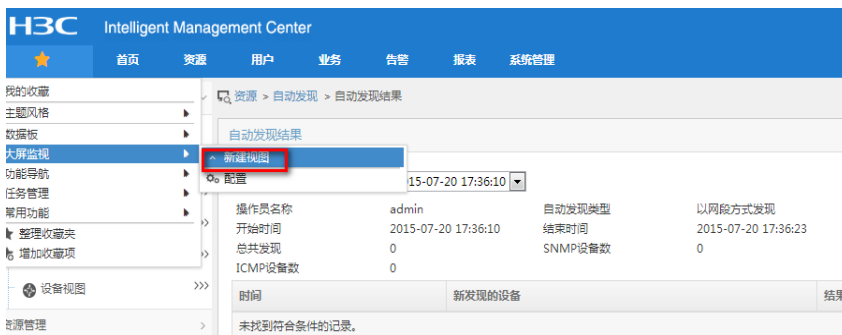 H3C Intelligent Management Center
首页 资源 用户 业务 告警 报表 系统管理
我的收藏
资源 > 自动发现 > 自动发现结果
主题风格
数据板
自动发现结果
大屏监视
新建视图
功能导航
配置
15-07-20 17:36:10
任务管理
常用功能
操作员名称 admin 自动发现类型 以网段方式发现
整理收藏夹
开始时间 2015-07-20 17:36:10 结束时间 2015-07-20 17:36:23
增加收藏项
总共发现 0 SNMP设备数 0
ICMP设备数 0
设备视图 >>>
时间 新发现的设备 结果
资源管理 >
未找到符合条件的记录。